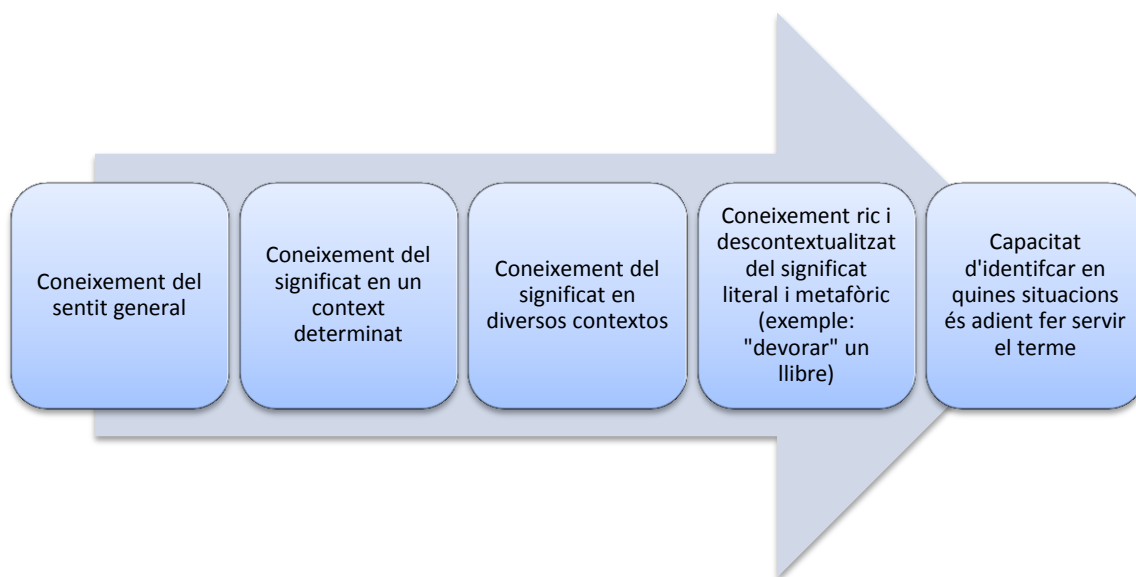 Coneixement del
sentit general
Coneixement del
significat en un
context
determinat
Coneixement del
significat en
diversos contextos
Coneixement ric i
descontextualitzat
del significat
literal i metafòric
(exemple:
"devorar" un
llibre)
Capacitat
d'identifcar en
quines situacions
és adient fer servir
el terme